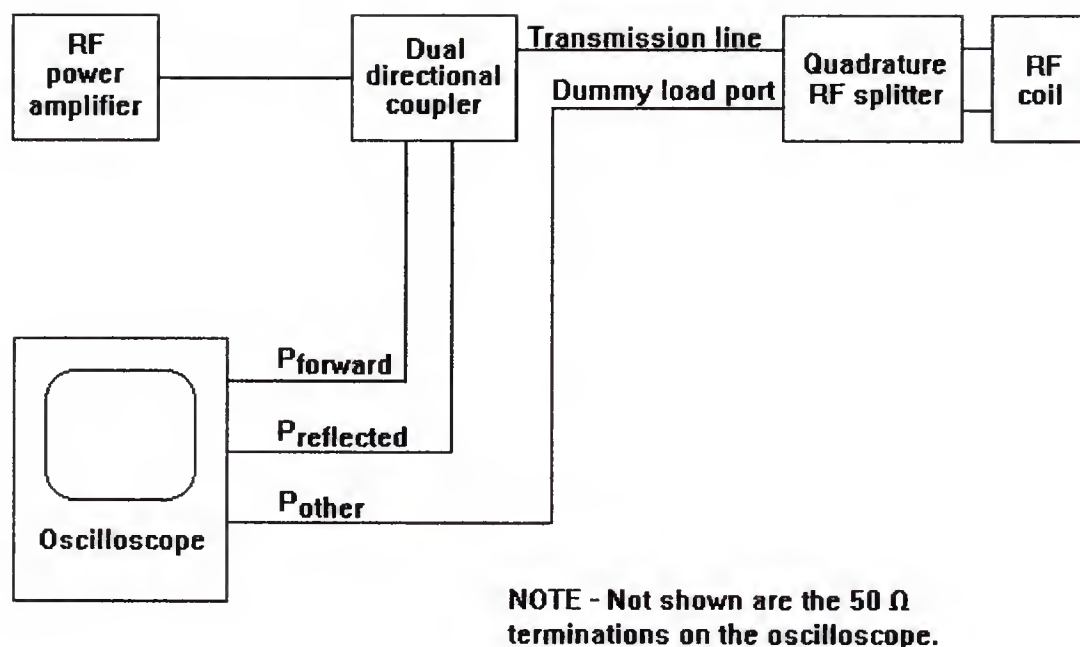 RF
power
amplifier
Dual
directional
coupler
Transmission line
Dummy load port
Quadrature
RF splitter
RF
coil
Pforward
Preflected
Pother
Oscilloscope
NOTE - Not shown are the 50 Ω
terminations on the oscilloscope.